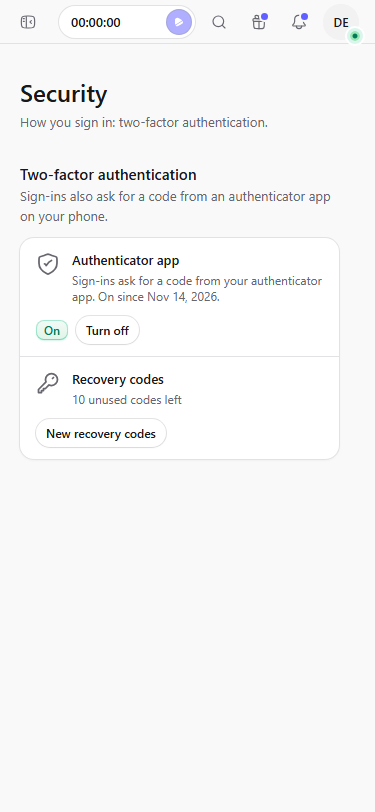 00:00:00
DE
Security
How you sign in: two-factor authentication.
Two-factor authentication
Sign-ins also ask for a code from an authenticator app
on your phone.
Authenticator app
Sign-ins ask for a code from your authenticator
app. On since Nov 14, 2026.
On
Turn off
Recovery codes
10 unused codes left
New recovery codes